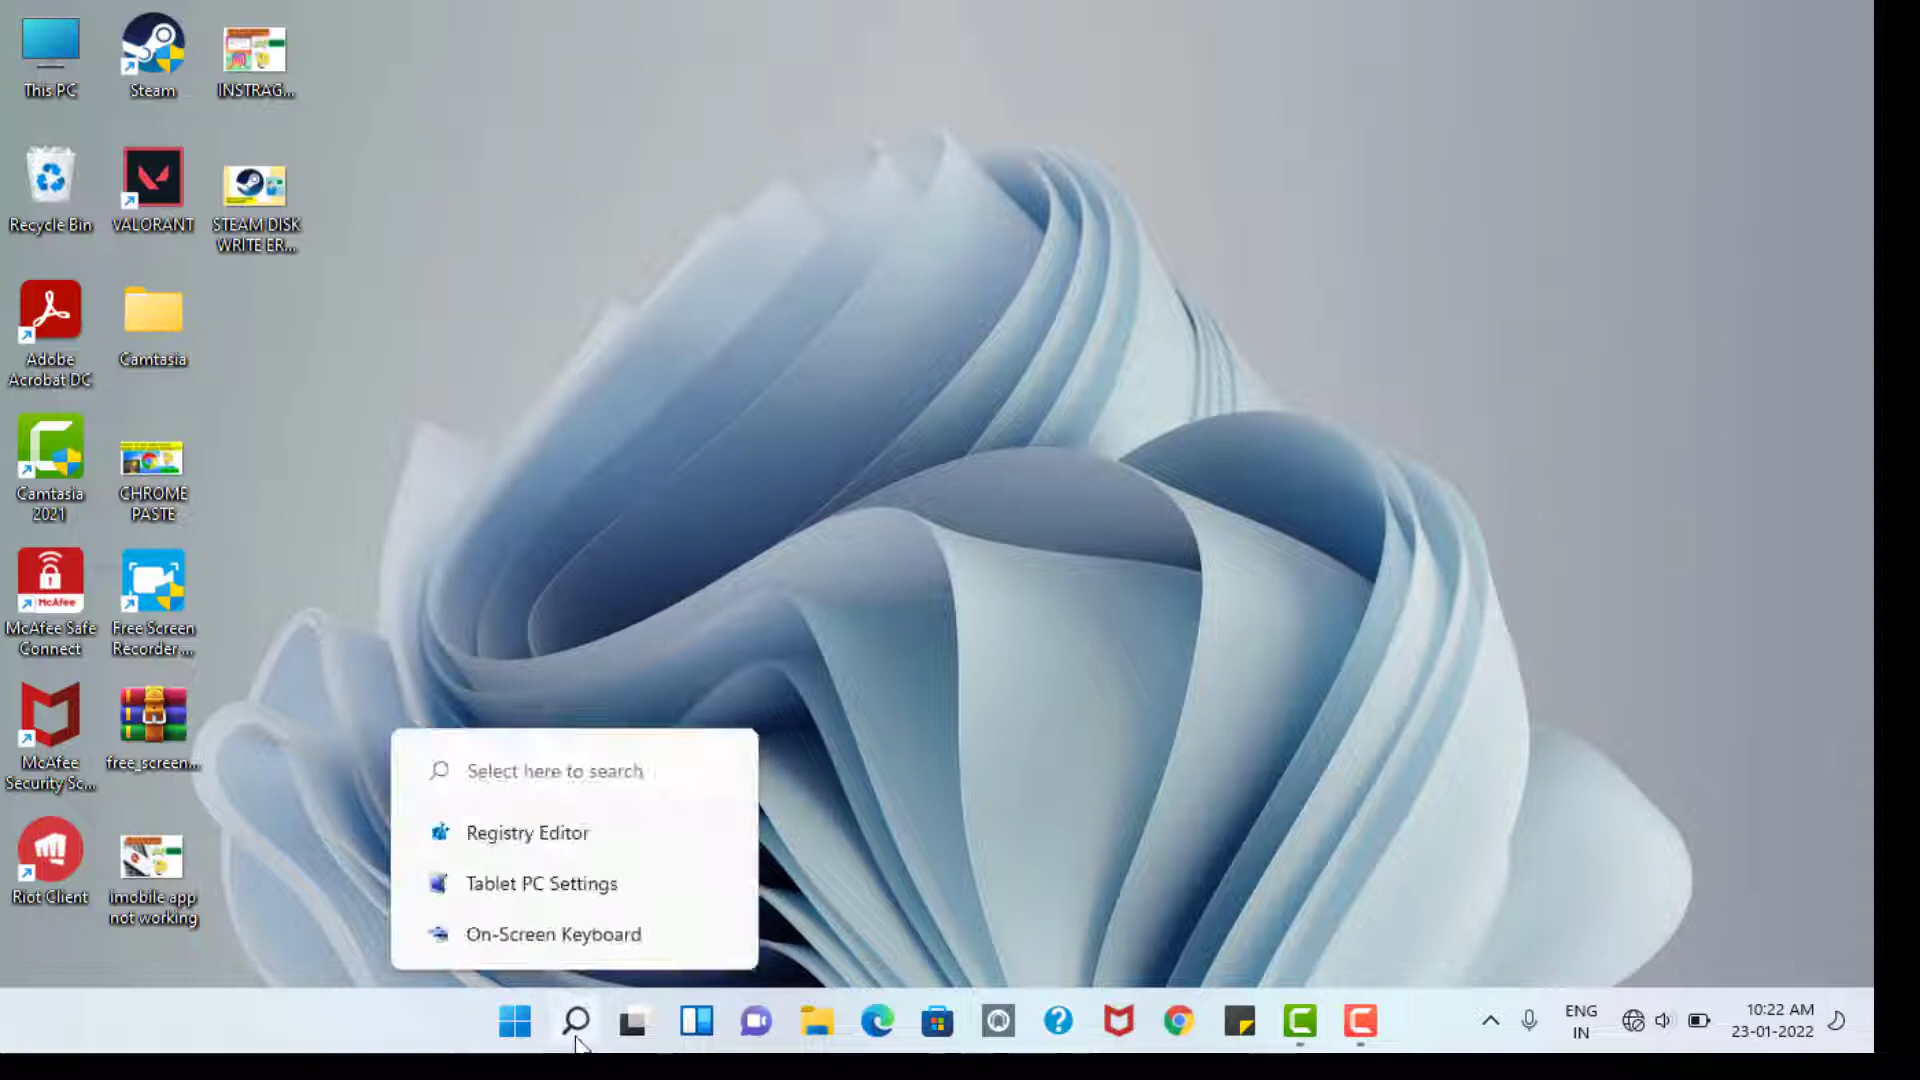 This PC
Steam
INSTRAG...
Recycle Bin
VALORANT
STEAM DISK
WRITE ER...
Adobe
Acrobat DC
Camtasia
Camtasia
2021
CHROME
PASTE
McAfee
McAfee Safe
Connect
Free Screen
Recorder ...
McAfee
Security Sc...
free_screen...
Riot Client
imobile app
not working
Select here to search
Registry Editor
Tablet PC Settings
On-Screen Keyboard
ENG
IN
10:22 AM
23-01-2022